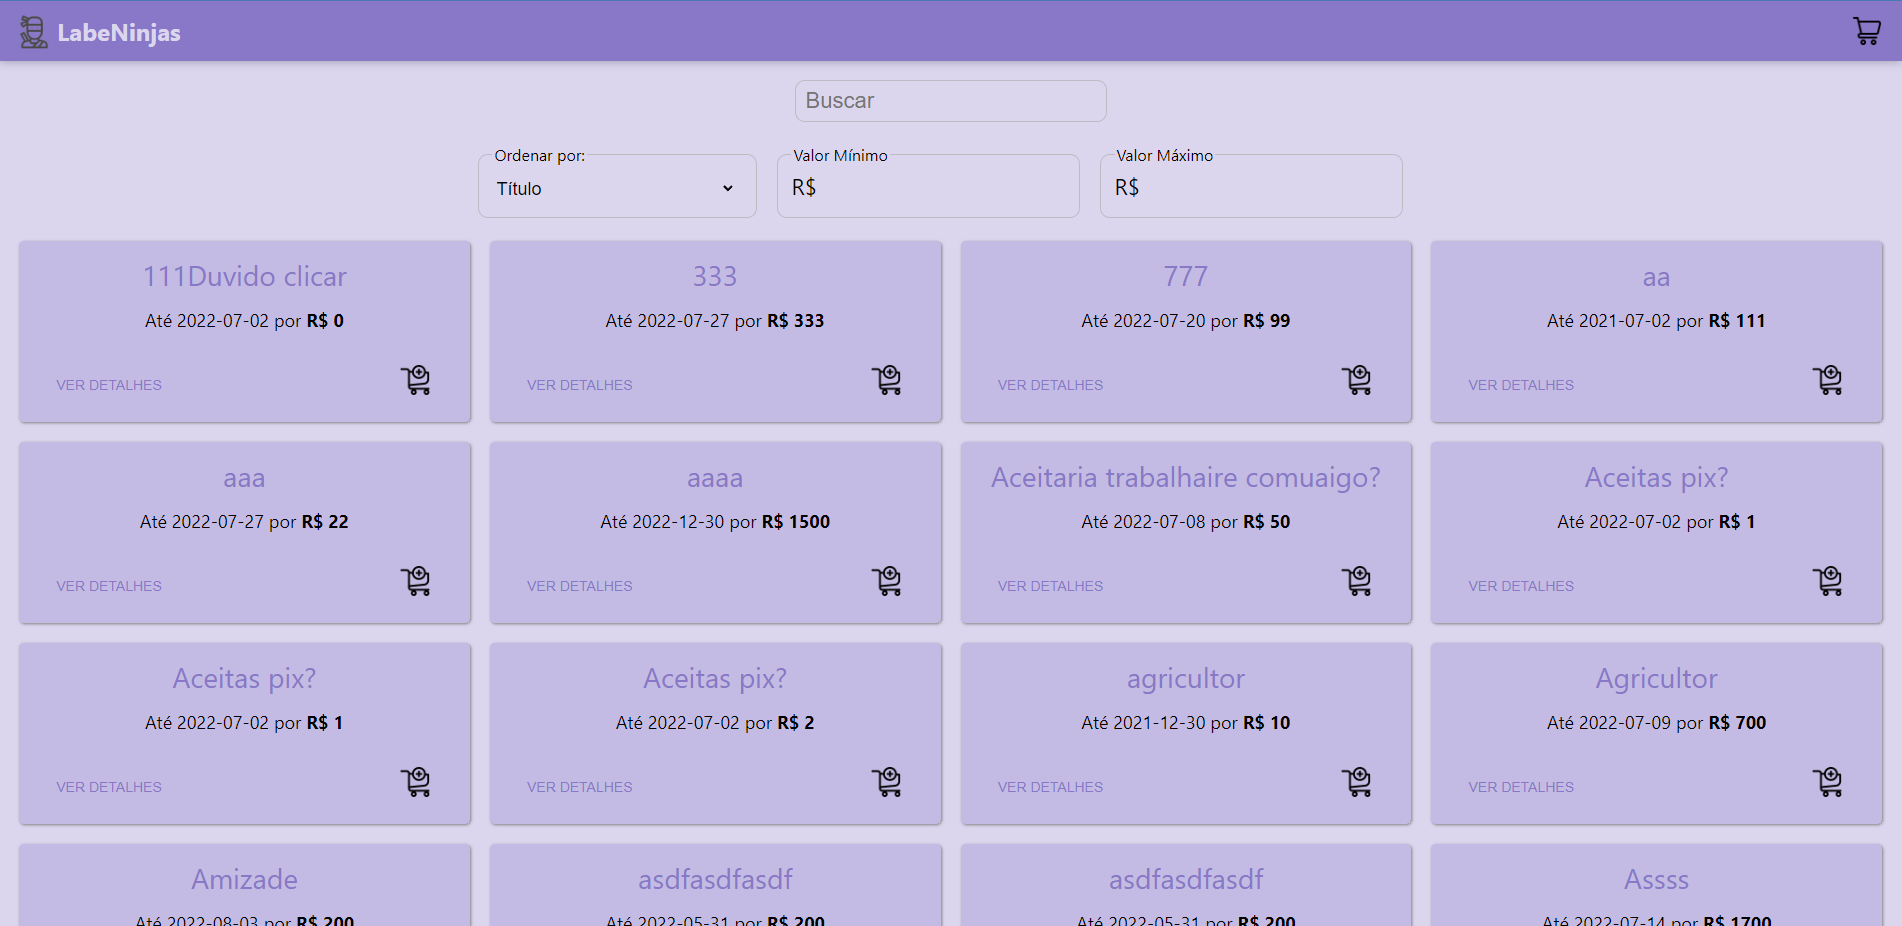 LabeNinjas
Buscar
Ordenar por:
Valor Mínimo
Valor Máximo
Título
R$
R$
111Duvido clicar
333
777
aa
Até 2022-07-02 por R$ 0
Até 2022-07-27 por R$ 333
Até 2022-07-20 por R$ 99
Até 2021-07-02 por R$ 111
VER DETALHES
VER DETALHES
VER DETALHES
VER DETALHES
aaa
aaaa
Aceitaria trabalhaire comuaigo?
Aceitas pix?
Até 2022-07-27 por R$ 22
Até 2022-12-30 por R$ 1500
Até 2022-07-08 por R$ 50
Até 2022-07-02 por R$ 1
VER DETALHES
VER DETALHES
VER DETALHES
VER DETALHES
Aceitas pix?
Aceitas pix?
agricultor
Agricultor
Até 2022-07-02 por R$ 1
Até 2022-07-02 por R$ 2
Até 2021-12-30 por R$ 10
Até 2022-07-09 por R$ 700
VER DETALHES
VER DETALHES
VER DETALHES
VER DETALHES
Amizade
asdfasdfasdf
asdfasdfasdf
Assss
Até 2022-08-03 por R$ 200
Até 2022-05-31 por R$ 200
Até 2022-05-31 por R$ 200
Até 2022-07-14 por R$ 1700